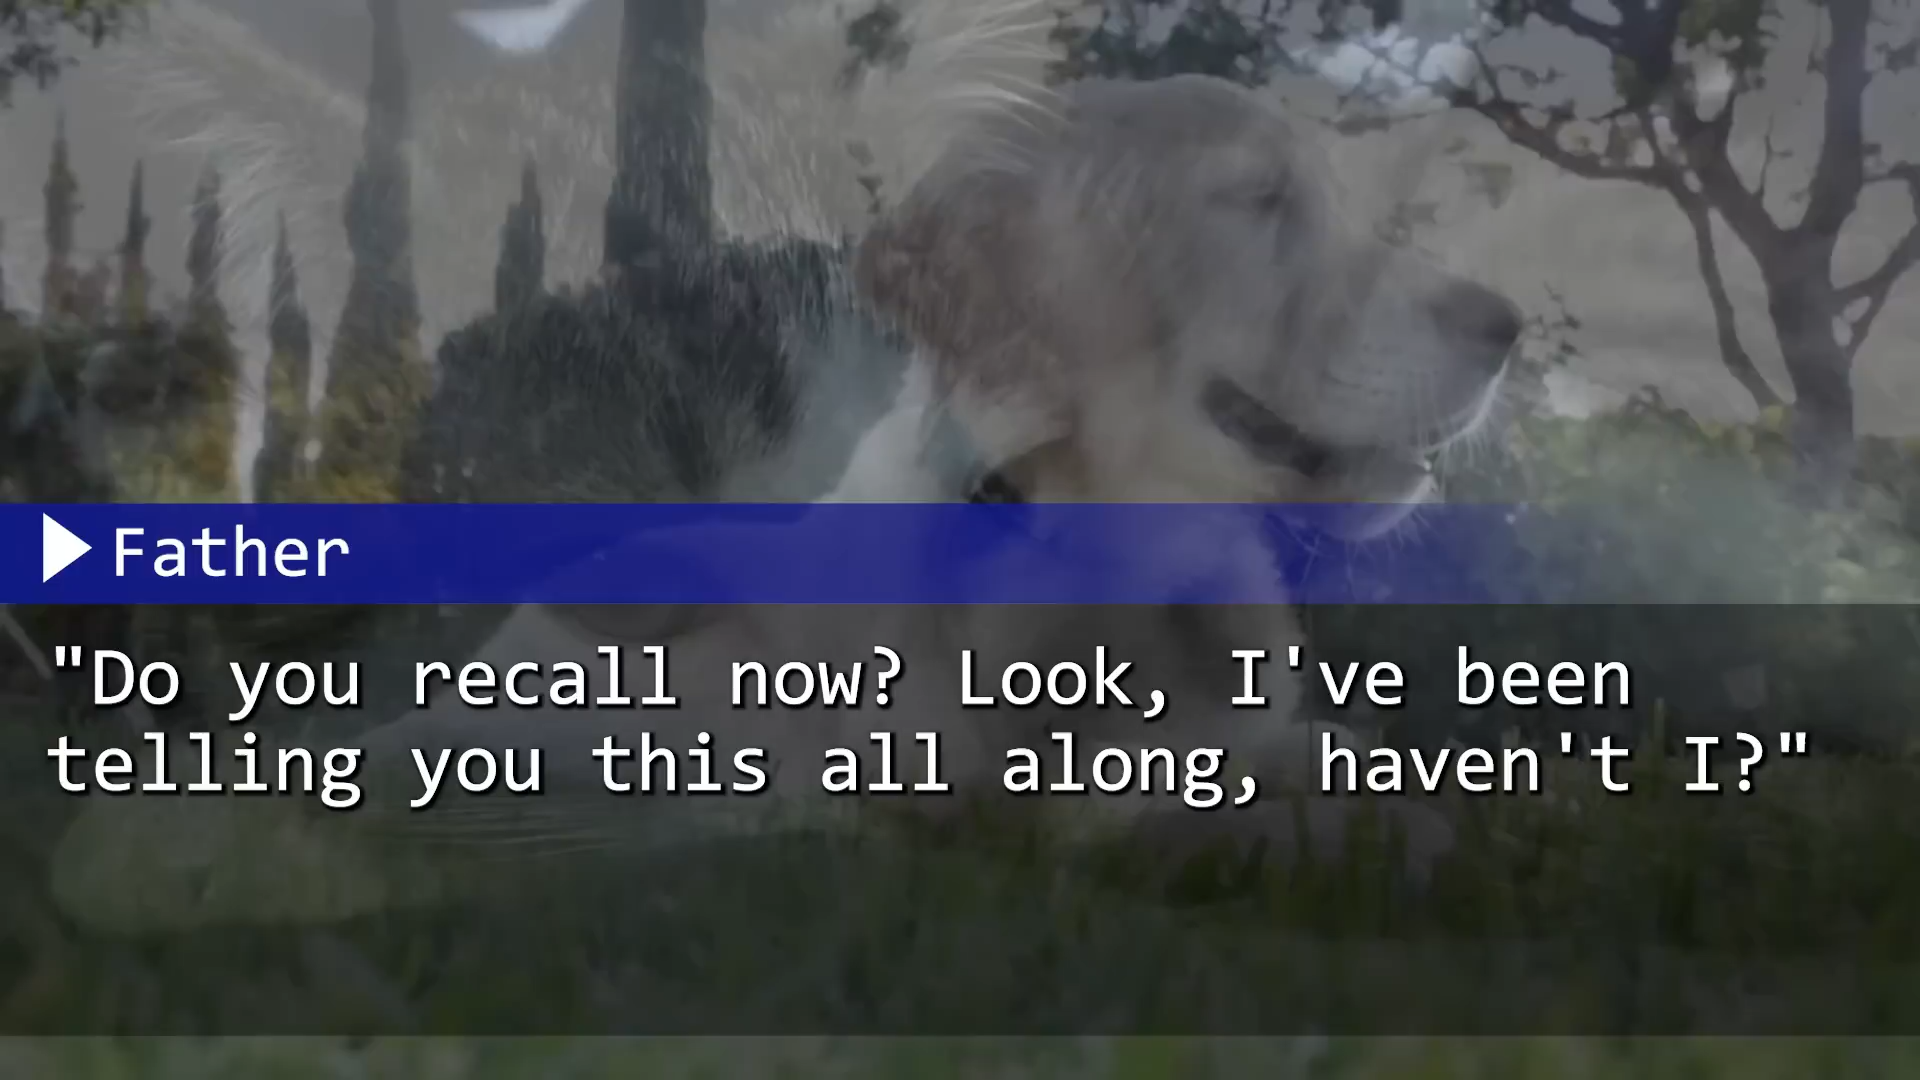 Father
"Do you recall now? Look, I've been
telling you this all along, haven't I?"